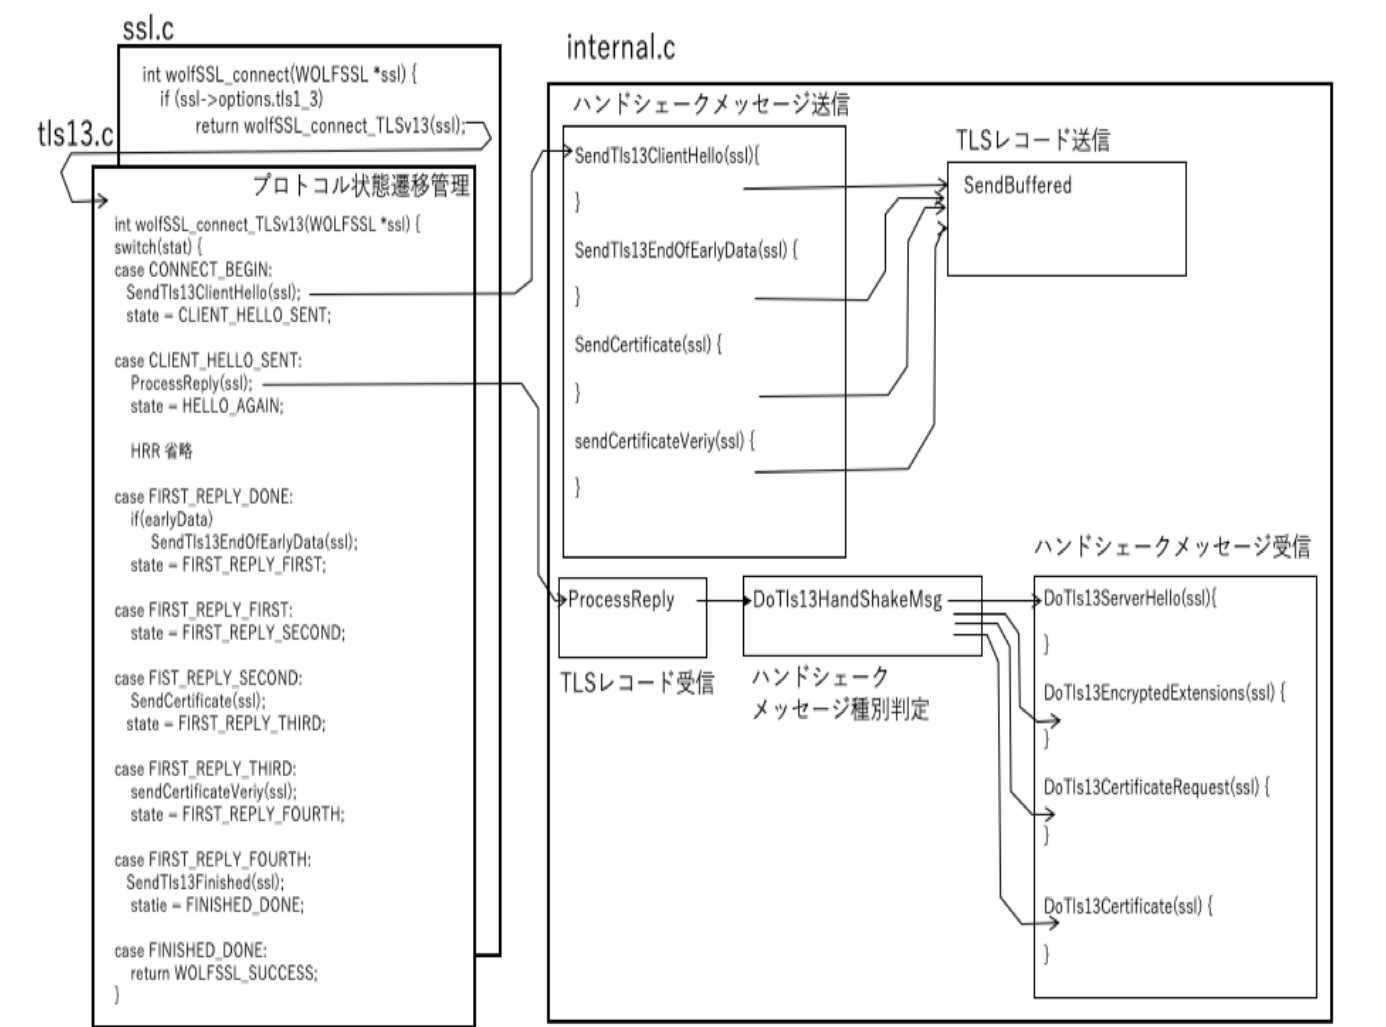 ssl.c
int wolfSSL_connect(WOLFSSL *ssl) {
if (ssl->options.tls1_3)
return wolfSSL_connect_TLSv13(ssl);
tls13.c
プロトコル状態遷移管理
int wolfSSL_connect_TLSv13(WOLFSSL *ssl) {
switch(stat) {
case CONNECT_BEGIN:
SendTls13ClientHello(ssl);
state = CLIENT_HELLO_SENT;
case CLIENT_HELLO_SENT:
ProcessReply(ssl);
state = HELLO_AGAIN;
HRR 省略
case FIRST_REPLY_DONE:
if(earlyData)
SendTls13EndOfEarlyData(ssl);
state = FIRST_REPLY_FIRST;
case FIRST_REPLY_FIRST:
state = FIRST_REPLY_SECOND;
case FIST_REPLY_SECOND:
SendCertificate(ssl);
state = FIRST_REPLY_THIRD;
case FIRST_REPLY_THIRD:
sendCertificateVeriy(ssl);
state = FIRST_REPLY_FOURTH;
case FIRST_REPLY_FOURTH:
SendTls13Finished(ssl);
statie = FINISHED_DONE;
case FINISHED_DONE:
return WOLFSSL_SUCCESS;
}
internal.c
ハンドシェークメッセージ送信
SendTls13ClientHello(ssl){
}
SendTls13EndOfEarlyData(ssl) {
}
SendCertificate(ssl) {
}
sendCertificateVeriy(ssl) {
}
TLSレコード送信
SendBuffered
ProcessReply
TLSレコード受信
DoTls13HandShakeMsg
ハンドシェーク
メッセージ種別判定
ハンドシェークメッセージ受信
DoTls13ServerHello(ssl){
}
DoTls13EncryptedExtensions(ssl) {
}
DoTls13CertificateRequest(ssl) {
}
DoTls13Certificate(ssl) {
}